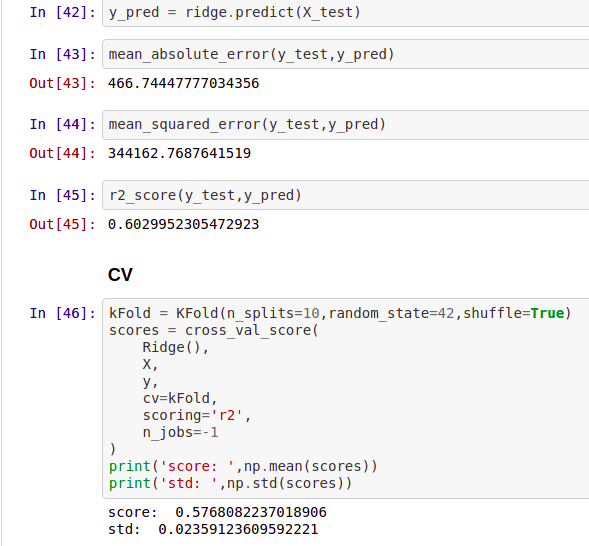 In [42]: y_pred = ridge.predict(X_test)
In [43]: mean_absolute_error(y_test,y_pred)
Out[43]: 466.74447777034356
In [44]: mean_squared_error(y_test,y_pred)
Out[44]: 344162.7687641519
In [45]: r2_score(y_test,y_pred)
Out[45]: 0.6029952305472923
CV
In [46]: kFold = KFold(n_splits=10,random_state=42,shuffle=True)
scores = cross_val_score(
    Ridge(),
    X,
    y,
    cv=kFold,
    scoring='r2',
    n_jobs=-1
)
print('score: ',np.mean(scores))
print('std: ',np.std(scores))
score:  0.5768082237018906
std:  0.02359123609592221